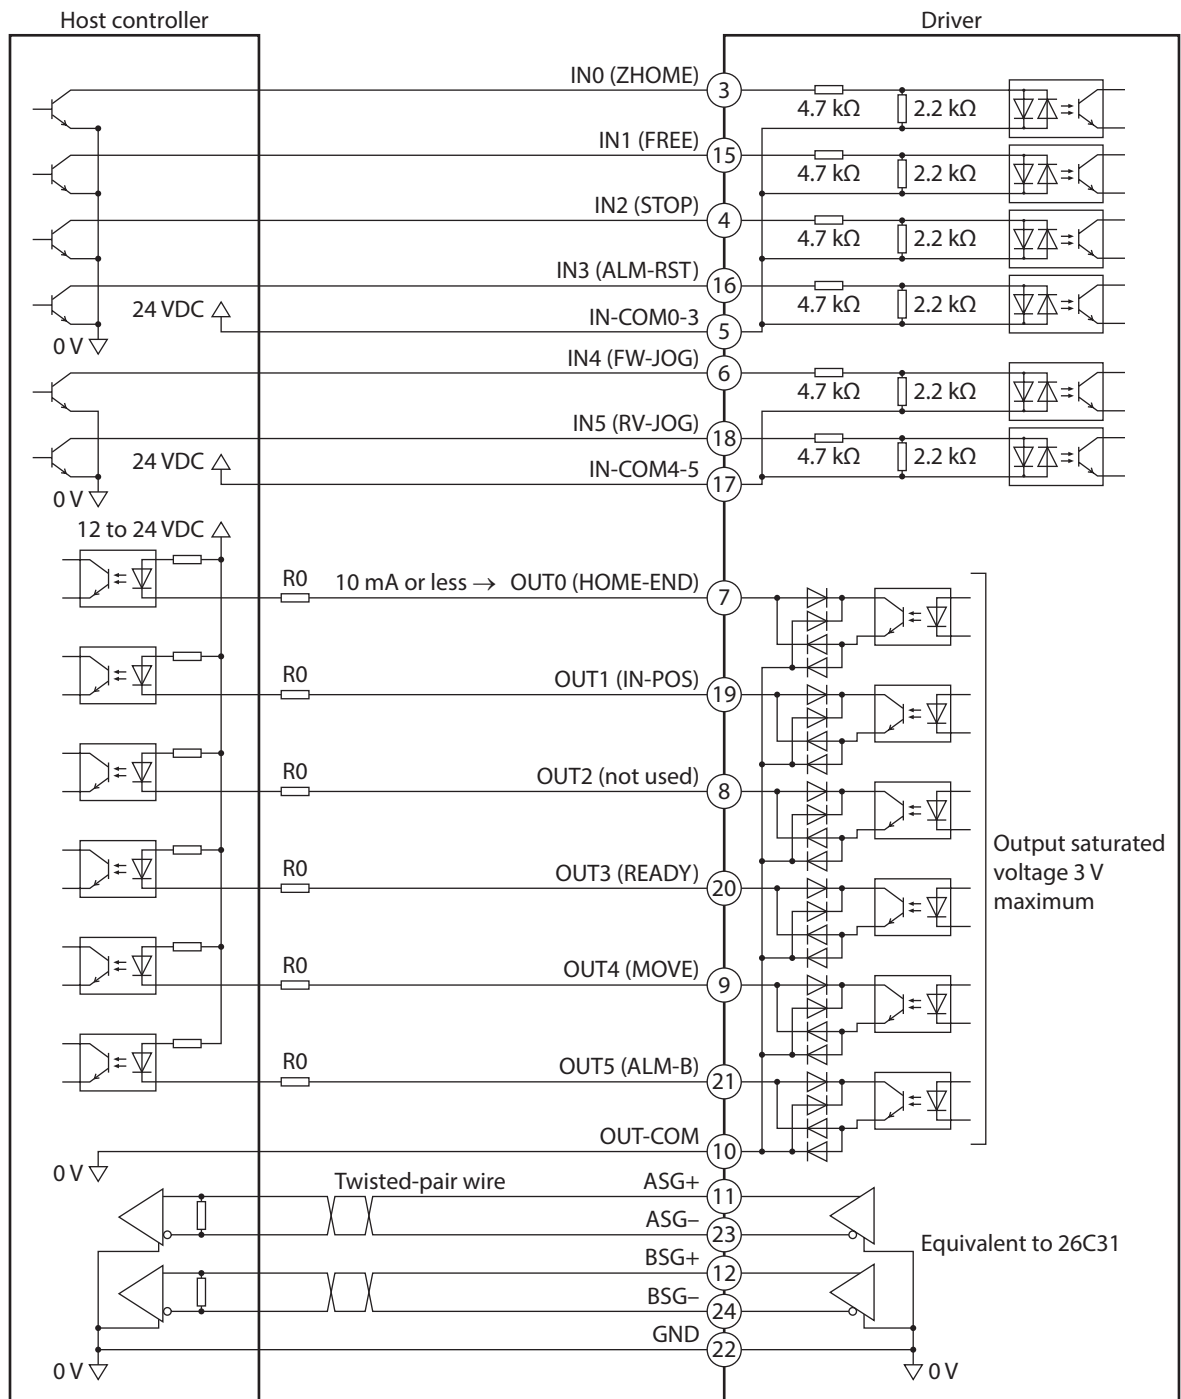 Host controller
Driver
IN0 (ZHOME)
3
4.7 kΩ
2.2 kΩ
IN1 (FREE)
15
4.7 kΩ
2.2 kΩ
IN2 (STOP)
4
4.7 kΩ
2.2 kΩ
IN3 (ALM-RST)
16
4.7 kΩ
2.2 kΩ
24 VDC
IN-COM0-3
5
0 V
IN4 (FW-JOG)
6
4.7 kΩ
2.2 kΩ
IN5 (RV-JOG)
18
4.7 kΩ
2.2 kΩ
24 VDC
IN-COM4-5
17
0 V
12 to 24 VDC
R0
10 mA or less →
OUT0 (HOME-END)
7
R0
OUT1 (IN-POS)
19
R0
OUT2 (not used)
8
Output saturated
voltage 3 V
maximum
R0
OUT3 (READY)
20
R0
OUT4 (MOVE)
9
R0
OUT5 (ALM-B)
21
OUT-COM
10
0 V
Twisted-pair wire
ASG+
11
ASG–
23
Equivalent to 26C31
BSG+
12
BSG–
24
GND
22
0 V
0 V